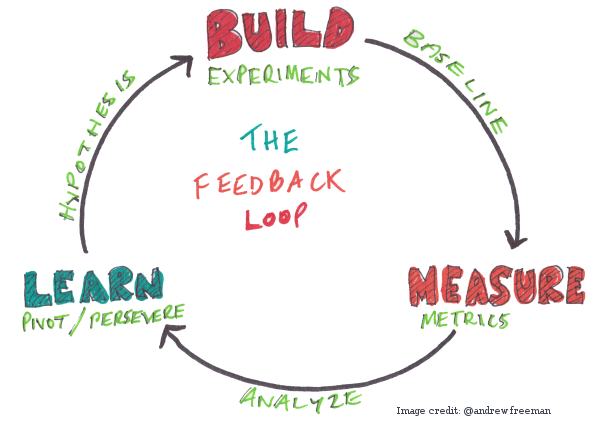 BUILD
EXPERIMENTS
BASELINE
HYPOTHESIS
THE
FEEDBACK
LOOP
LEARN
PIVOT/PERSEVERE
MEASURE
METRICS
ANALYZE
Image credit: @andrewfreeman